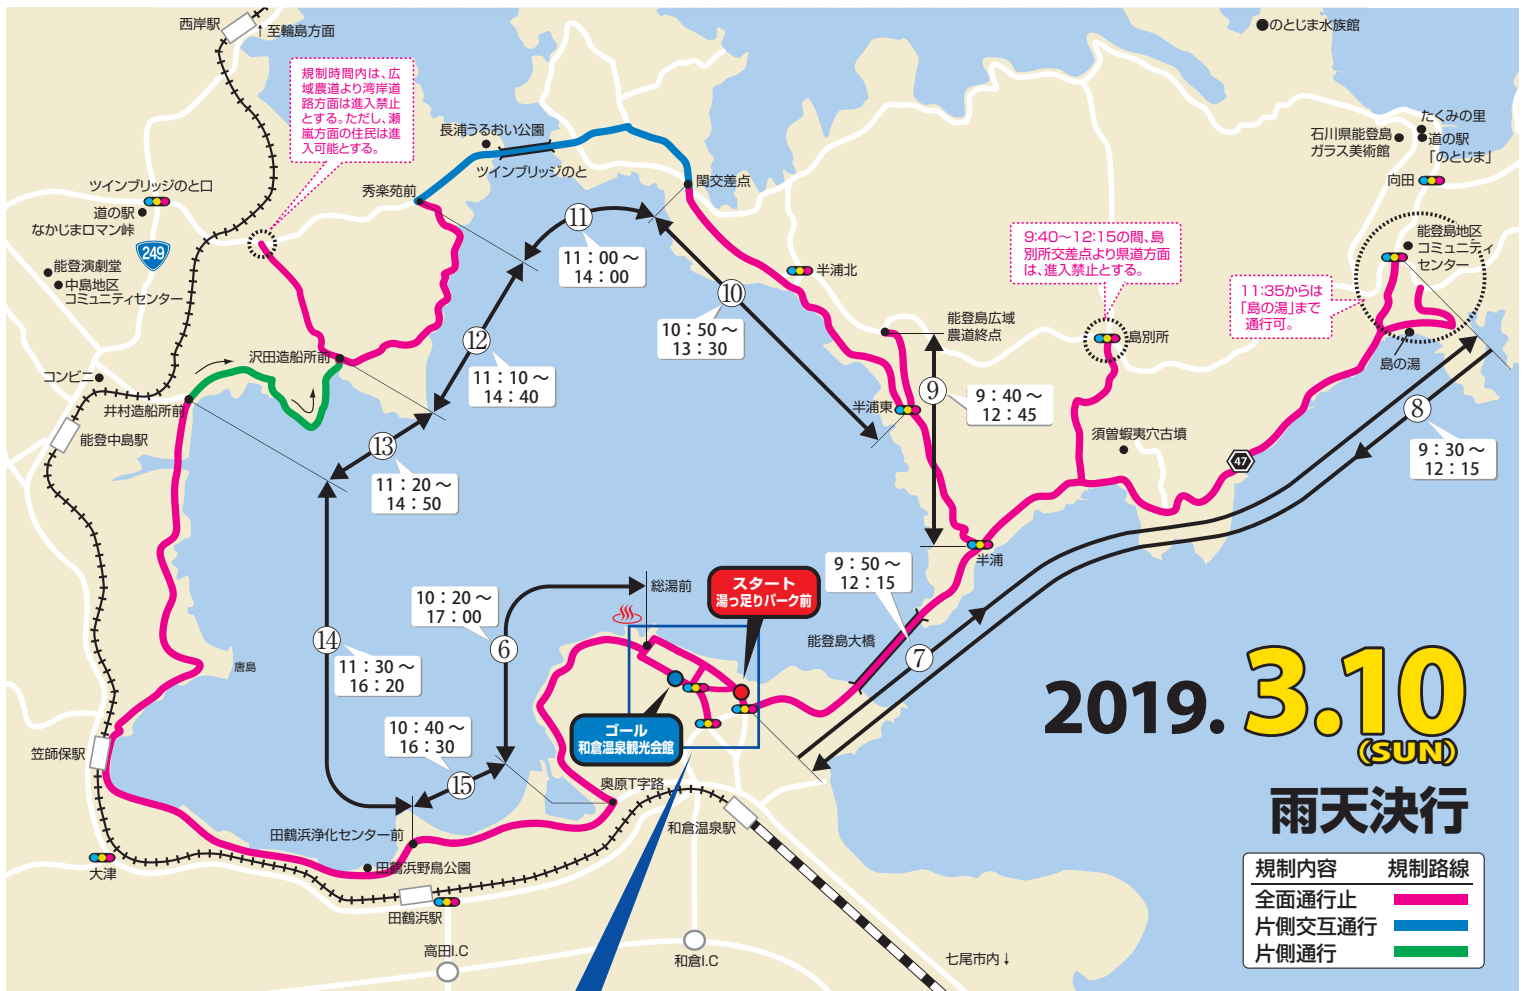 西岸駅
↑至輪島方面
規制時間内は、広
域農道より湾岸道
路方面は進入禁止
とする。ただし、瀬
嵐方面の住民は進
入可能とする。
長浦うるおい公園
ツインブリッジのと
秀楽苑前
閨交差点
ツインブリッジのと口
道の駅
なかじまロマン峠
249
能登演劇堂
中島地区
コミュニティセンター
コンビニ
沢田造船所前
井村造船所前
能登中島駅
のとじま水族館
たくみの里
石川県能登島
ガラス美術館
道の駅
「のとじま」
向田
能登島地区
コミュニティ
センター
9:40〜12:15の間、島
別所交差点より県道方面
は、進入禁止とする。
11:35からは
「島の湯」まで
通行可。
島の湯
島別所
半浦北
能登島広域
農道終点
半浦東
須曽蝦夷穴古墳
47
半浦
⑪
11：00〜
14：00
⑩
10：50〜
13：30
⑫
11：10〜
14：40
⑬
11：20〜
14：50
⑨
9：40〜
12：45
⑧
9：30〜
12：15
9：50〜
12：15
⑦
能登島大橋
⑭
11：30〜
16：20
10：20〜
17：00
⑥
総湯前
スタート
湯っ足りパーク前
ゴール
和倉温泉観光会館
10：40〜
16：30
⑮
唐島
笠師保駅
大津
田鶴浜浄化センター前
田鶴浜野鳥公園
田鶴浜駅
奥原T字路
和倉温泉駅
高田I.C
和倉I.C
七尾市内↓
2019. 3.10
(SUN)
雨天決行
規制内容 規制路線
全面通行止
片側交互通行
片側通行